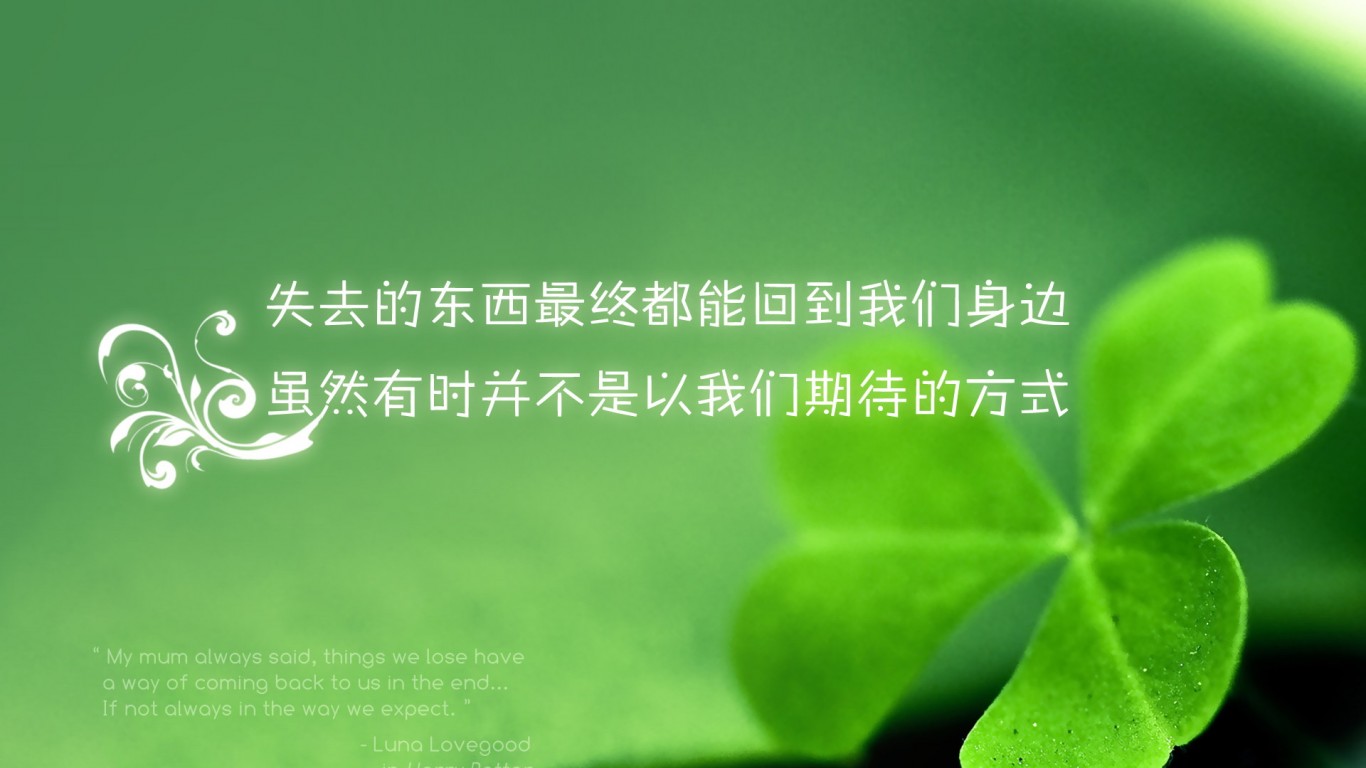 失去的东西最终都能回到我们身边
虽然有时并不是以我们期待的方式
" My mum always said, things we lose have
a way of coming back to us in the end...
If not always in the way we expect. "
- Luna Lovegood
in Harry Potter